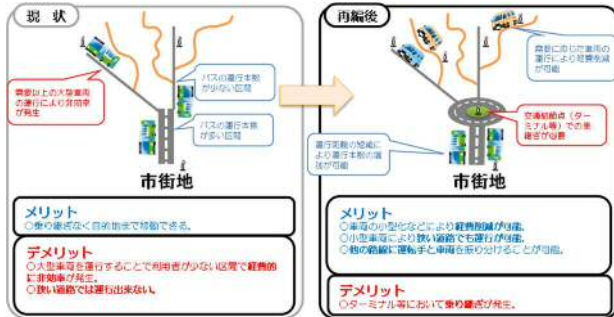 現状
需要以上の大型車両
の運行により非効率
が発生
バスの運行本数
が少ない区間
バスの運行本数
が多い区間
市街地
メリット
○乗り継ぎなく目的地まで移動できる。
デメリット
○大型車両を運行することで利用者が少ない区間で経費的
に非効率が発生。
○狭い道路では運行出来ない。
再編後
需要に応じた車両の
運行により経費削減
が可能
交通結節点（ター
ミナル等）での乗
継ぎが必要
運行距離の短縮に
より運行本数の増
加が可能
市街地
メリット
○車両の小型化などにより経費削減が可能。
○小型車両により狭い道路でも運行が可能。
○他の路線に運転手と車両を振り分けることが可能。
デメリット
○ターミナル等において乗り継ぎが発生。